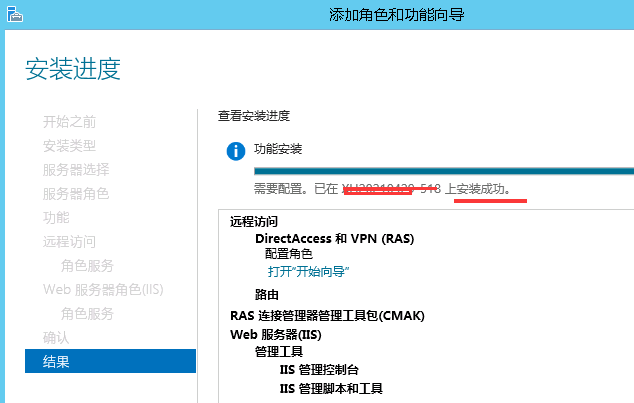 添加角色和功能向导
安装进度
开始之前
安装类型
服务器选择
服务器角色
功能
远程访问
角色服务
Web 服务器角色(IIS)
角色服务
确认
结果
查看安装进度
功能安装
需要配置。已在 上安装成功。
远程访问
DirectAccess 和 VPN (RAS)
配置角色
打开“开始向导”
路由
RAS 连接管理器管理工具包(CMAK)
Web 服务器(IIS)
管理工具
IIS 管理控制台
IIS 管理脚本和工具